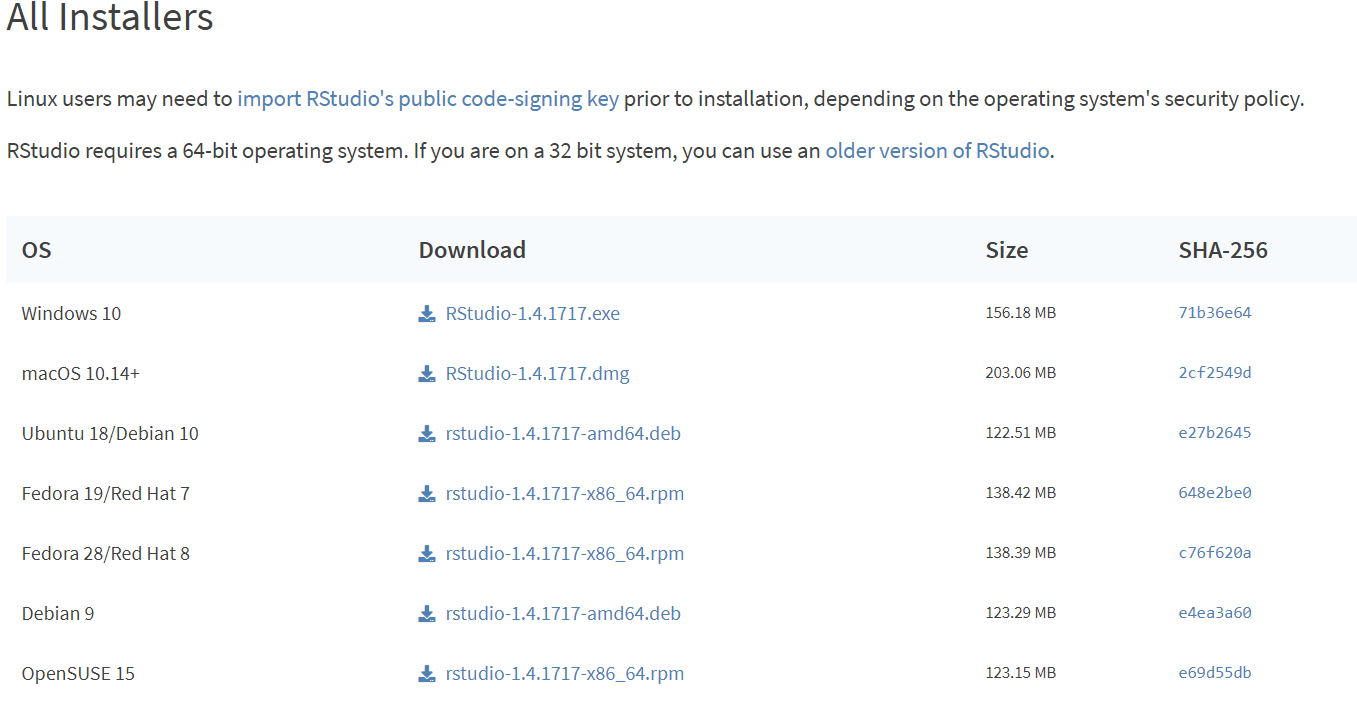 All Installers
Linux users may need to import RStudio's public code-signing key prior to installation, depending on the operating system's security policy.
RStudio requires a 64-bit operating system. If you are on a 32 bit system, you can use an older version of RStudio.
OS Download Size SHA-256
Windows 10 RStudio-1.4.1717.exe 156.18 MB 71b36e64
macOS 10.14+ RStudio-1.4.1717.dmg 203.06 MB 2cf2549d
Ubuntu 18/Debian 10 rstudio-1.4.1717-amd64.deb 122.51 MB e27b2645
Fedora 19/Red Hat 7 rstudio-1.4.1717-x86_64.rpm 138.42 MB 648e2be0
Fedora 28/Red Hat 8 rstudio-1.4.1717-x86_64.rpm 138.39 MB c76f620a
Debian 9 rstudio-1.4.1717-amd64.deb 123.29 MB e4ea3a60
OpenSUSE 15 rstudio-1.4.1717-x86_64.rpm 123.15 MB e69d55db